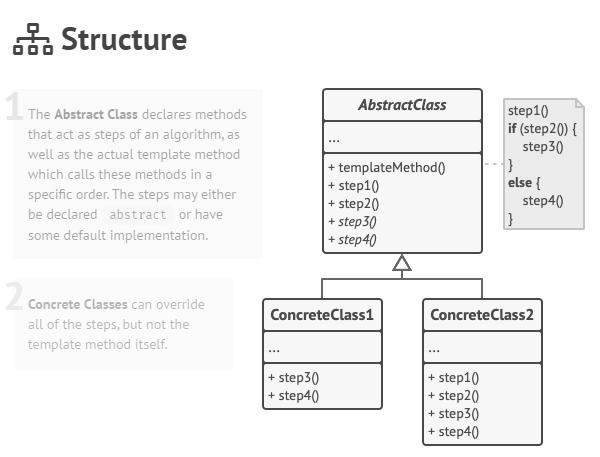 Structure
1
The Abstract Class declares methods
that act as steps of an algorithm, as
well as the actual template method
which calls these methods in a
specific order. The steps may either
be declared abstract or have
some default implementation.
2
Concrete Classes can override
all of the steps, but not the
template method itself.
AbstractClass
...
+ templateMethod()
+ step1()
+ step2()
+ step3()
+ step4()
step1()
if (step2()) {
step3()
}
else {
step4()
}
ConcreteClass1
...
+ step3()
+ step4()
ConcreteClass2
...
+ step1()
+ step2()
+ step3()
+ step4()